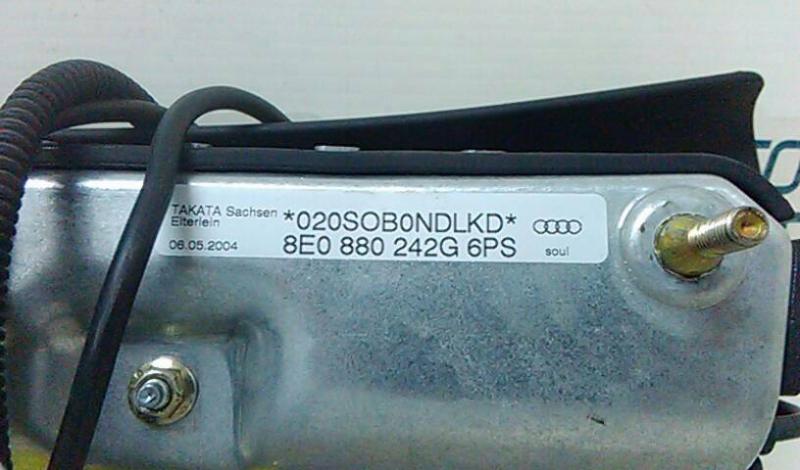 TAKATA Sachsen
Elterlein
*020SOB0NDLKD*
06.05.2004
8E0 880 242G 6PS
soul